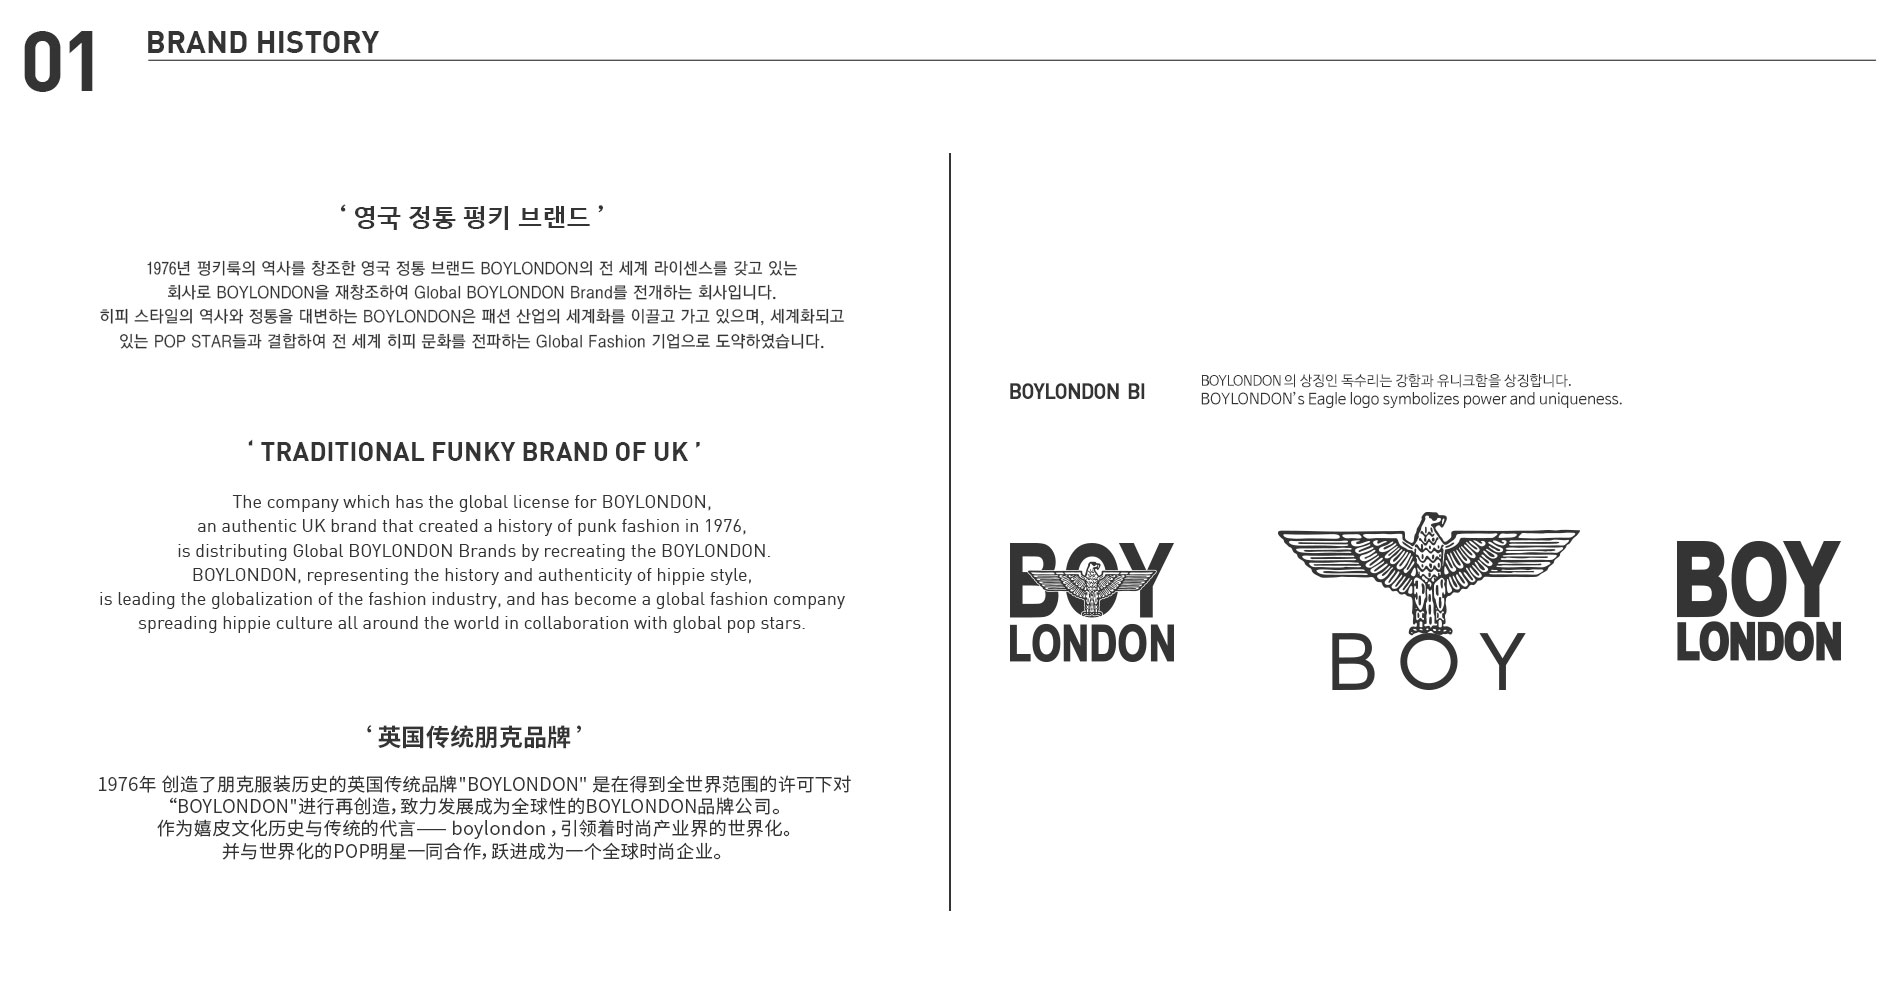 01
BRAND HISTORY
‘ 영국 정통 펑키 브랜드 ’
1976년 펑키룩의 역사를 창조한 영국 정통 브랜드 BOYLONDON의 전 세계 라이센스를 갖고 있는
회사로 BOYLONDON을 재창조하여 Global BOYLONDON Brand를 전개하는 회사입니다.
히피 스타일의 역사와 정통을 대변하는 BOYLONDON은 패션 산업의 세계화를 이끌고 가고 있으며, 세계화되고
있는 POP STAR들과 결합하여 전 세계 히피 문화를 전파하는 Global Fashion 기업으로 도약하였습니다.
‘ TRADITIONAL FUNKY BRAND OF UK ’
The company which has the global license for BOYLONDON,
an authentic UK brand that created a history of punk fashion in 1976,
is distributing Global BOYLONDON Brands by recreating the BOYLONDON.
BOYLONDON, representing the history and authenticity of hippie style,
is leading the globalization of the fashion industry, and has become a global fashion company
spreading hippie culture all around the world in collaboration with global pop stars.
‘ 英国传统朋克品牌 ’
1976年 创造了朋克服装历史的英国传统品牌"BOYLONDON" 是在得到全世界范围的许可下对
“BOYLONDON"进行再创造，致力发展成为全球性的BOYLONDON品牌公司。
作为嬉皮文化历史与传统的代言—— boylondon ，引领着时尚产业界的世界化。
并与世界化的POP明星一同合作，跃进成为一个全球时尚企业。
BOYLONDON BI
BOYLONDON 의 상징인 독수리는 강함과 유니크함을 상징합니다.
BOYLONDON’s Eagle logo symbolizes power and uniqueness.
BOY
LONDON
BOY
BOY
LONDON